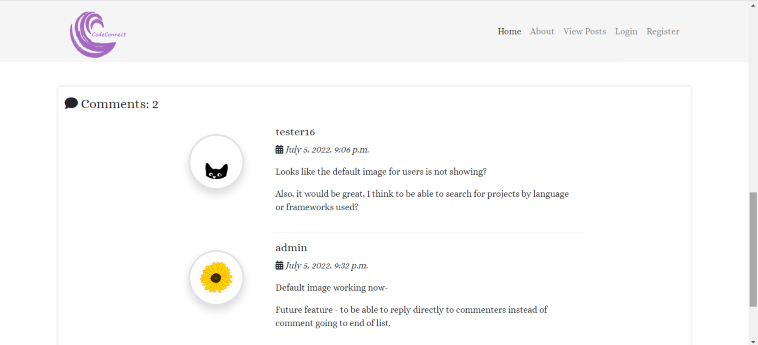 CodeConnect
Home About View Posts Login Register
Comments: 2
tester16
July 5, 2022, 9:06 p.m.
Looks like the default image for users is not showing?
Also, it would be great, I think to be able to search for projects by language
or frameworks used?
admin
July 5, 2022, 9:32 p.m.
Default image working now-
Future feature - to be able to reply directly to commenters instead of
comment going to end of list.